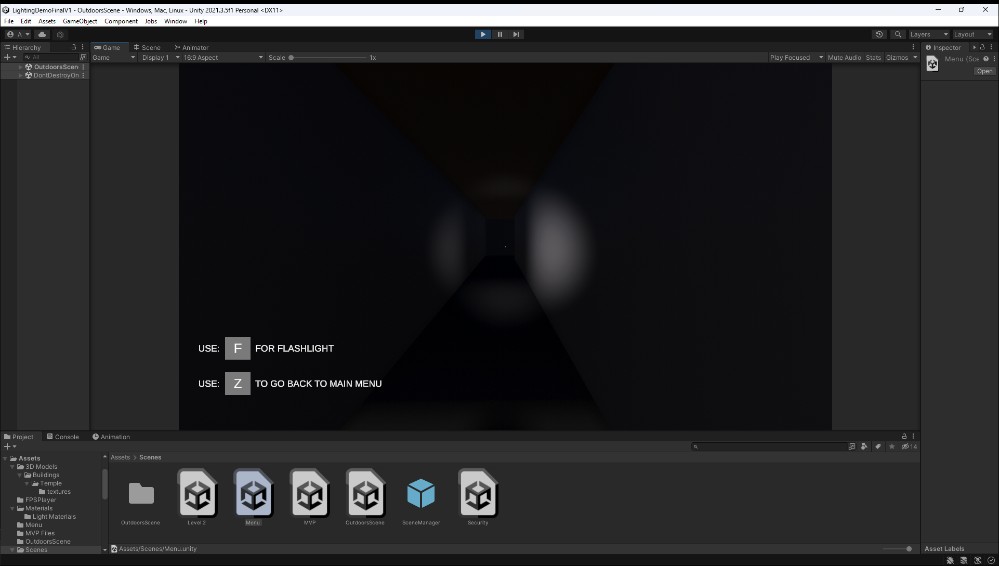 LightingDemoFinalV1 - OutdoorsScene - Windows, Mac, Linux - Unity 2021.3.5f1 Personal <DX11>
File Edit Assets GameObject Component Jobs Window Help
A Layers Layout
Hierarchy Game Scene Animator Inspector
All Game Display 1 16:9 Aspect Scale 1x Play Focused Mute Audio Stats Gizmos
Menu (Sce
Open
OutdoorsScen
DontDestroyOn
USE: F FOR FLASHLIGHT
USE: Z TO GO BACK TO MAIN MENU
Project Console Animation
14
Assets
3D Models
Buildings
Temple
textures
FPSPlayer
Materials
Light Materials
Menu
MVP Files
OutdoorsScene
Scenes
Assets > Scenes
OutdoorsScene Level 2 Menu MVP OutdoorsScene SceneManager Security
Assets/Scenes/Menu.unity
Asset Labels